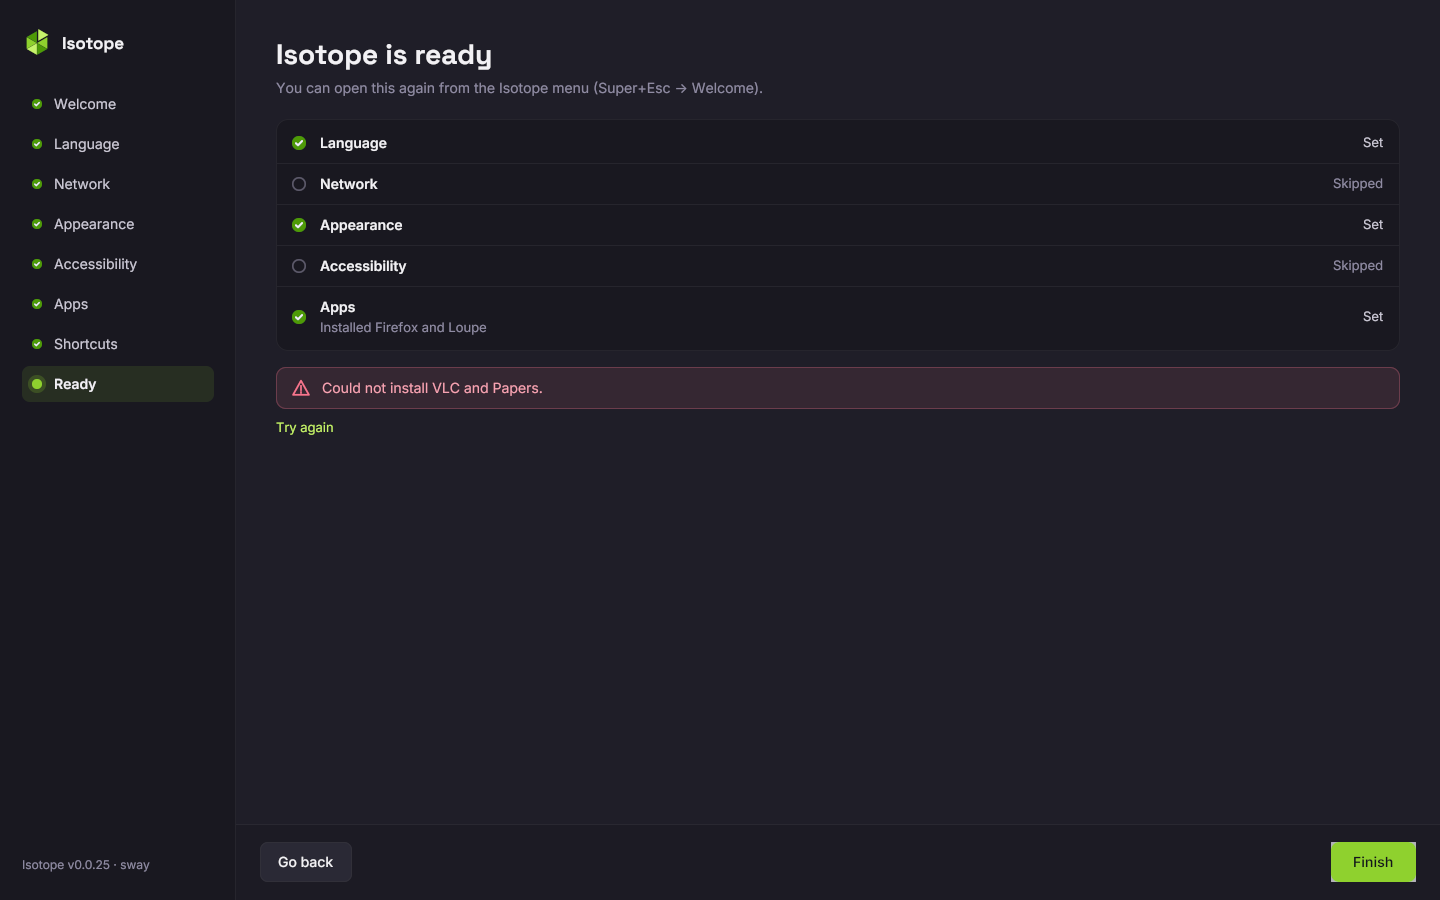 Isotope
Welcome
Language
Network
Appearance
Accessibility
Apps
Shortcuts
Ready
Isotope v0.0.25 · sway
Isotope is ready
You can open this again from the Isotope menu (Super+Esc → Welcome).
Language Set
Network Skipped
Appearance Set
Accessibility Skipped
Apps Set
Installed Firefox and Loupe
Could not install VLC and Papers.
Try again
Go back
Finish